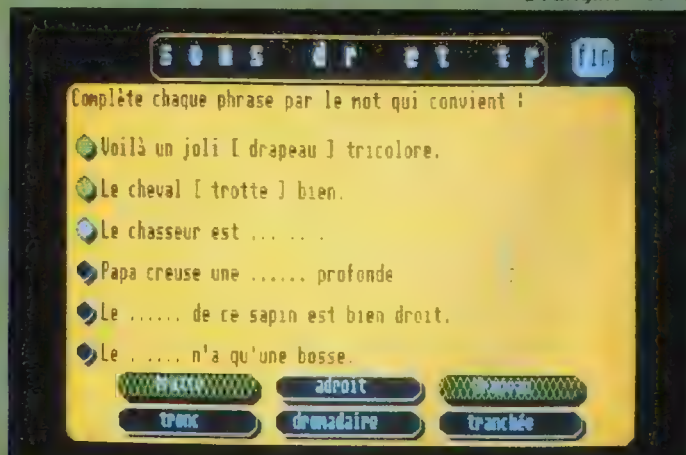 sons dr et tr
fin
Complète chaque phrase par le mot qui convient :
Voilà un joli [ drapeau ] tricolore.
Le cheval [ trotte ] bien.
Le chasseur est ... ... .
Papa creuse une ...... profonde
Le ...... de ce sapin est bien droit.
Le . ..... n'a qu'une bosse.
trotte adroit drapeau
tronc dromadaire tranchée